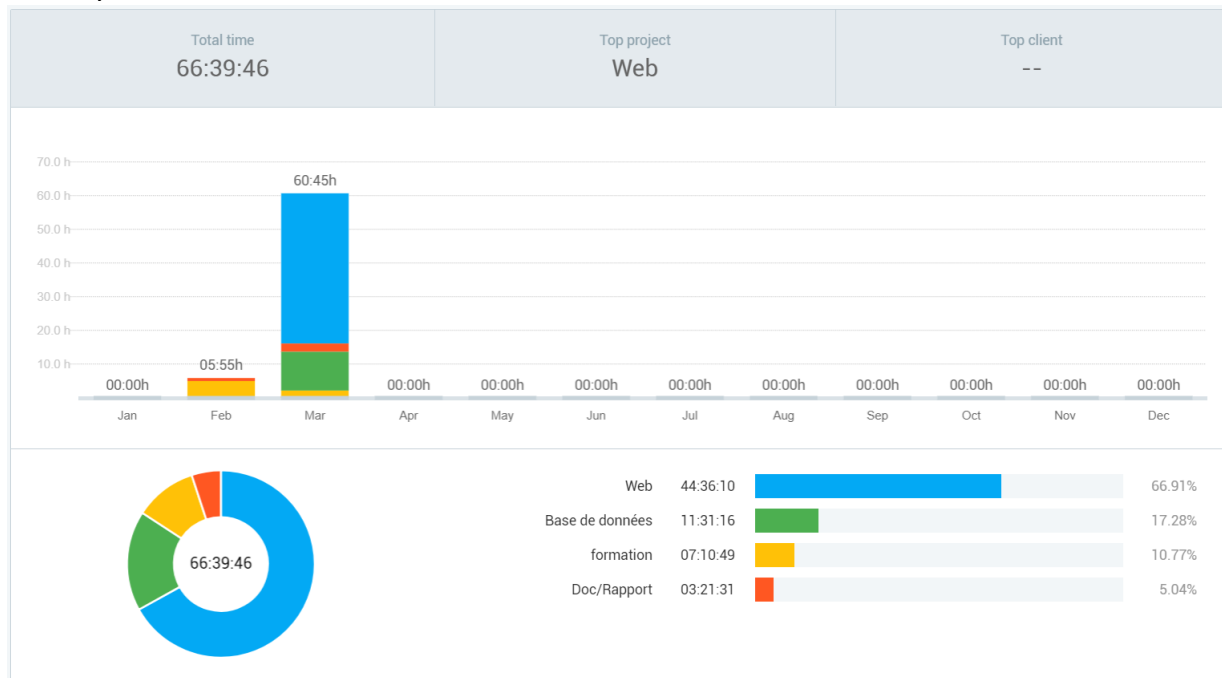 Total time Top project Top client
66:39:46 Web --
70.0 h
60:45h
60.0 h
50.0 h
40.0 h
30.0 h
20.0 h
05:55h
10.0 h
00:00h 00:00h 00:00h 00:00h 00:00h 00:00h 00:00h 00:00h 00:00h 00:00h
Jan Feb Mar Apr May Jun Jul Aug Sep Oct Nov Dec
66:39:46
Web 44:36:10 66.91%
Base de données 11:31:16 17.28%
formation 07:10:49 10.77%
Doc/Rapport 03:21:31 5.04%